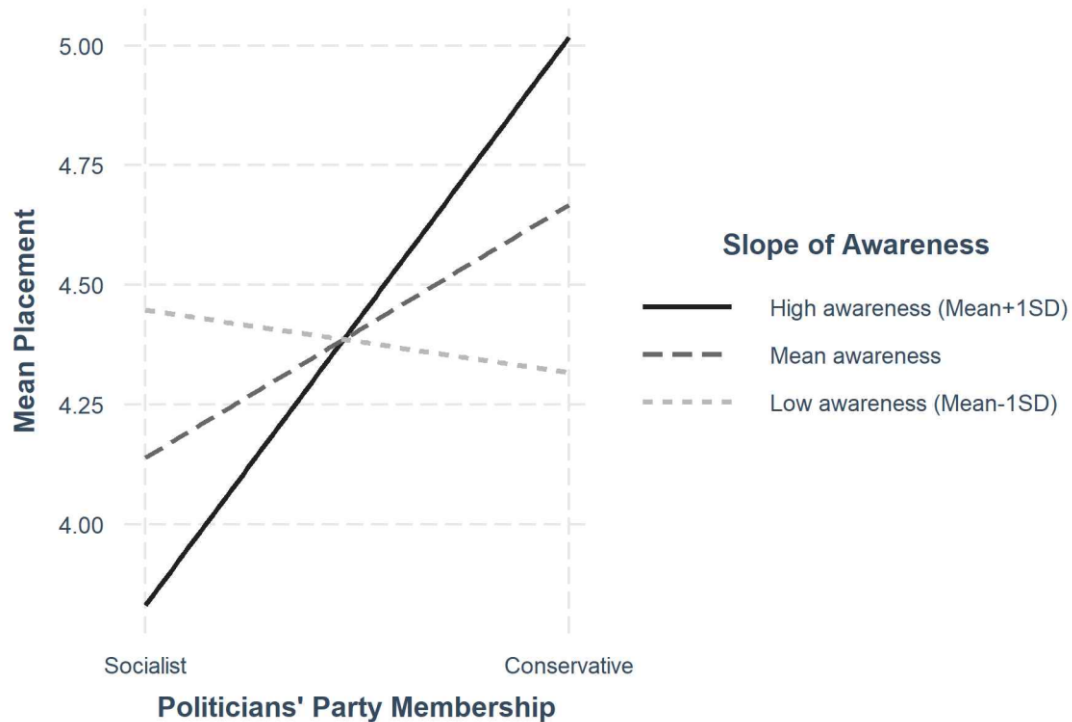 5.00
4.75
4.50
4.25
4.00
Mean Placement
Socialist
Conservative
Politicians' Party Membership
Slope of Awareness
High awareness (Mean+1SD)
Mean awareness
Low awareness (Mean-1SD)